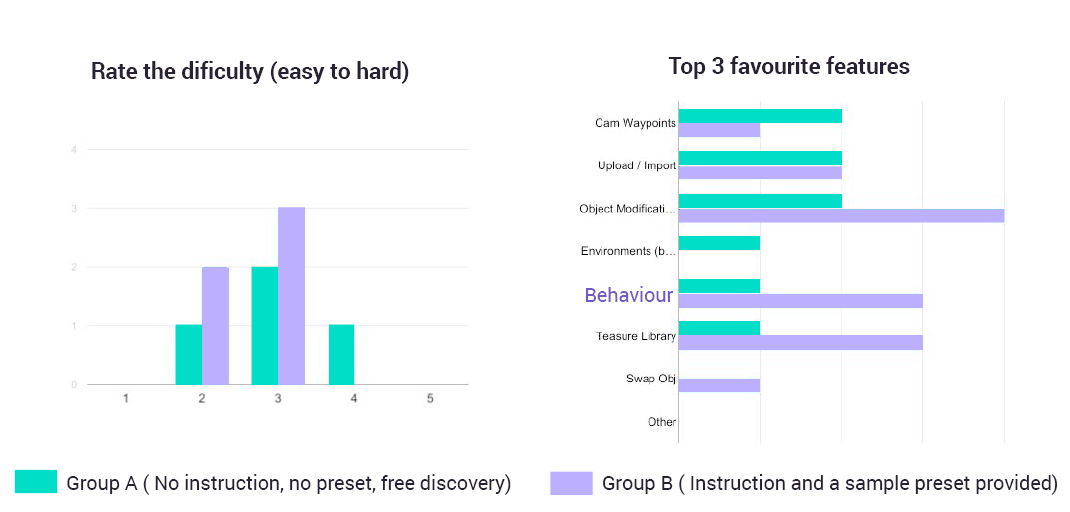 Rate the dificulty (easy to hard)
4
3
2
1
0
1 2 3 4 5
Top 3 favourite features
Cam Waypoints
Upload / Import
Object Modificati...
Environments (b...
Behaviour
Teasure Library
Swap Obj
Other
Group A ( No instruction, no preset, free discovery)
Group B ( Instruction and a sample preset provided)